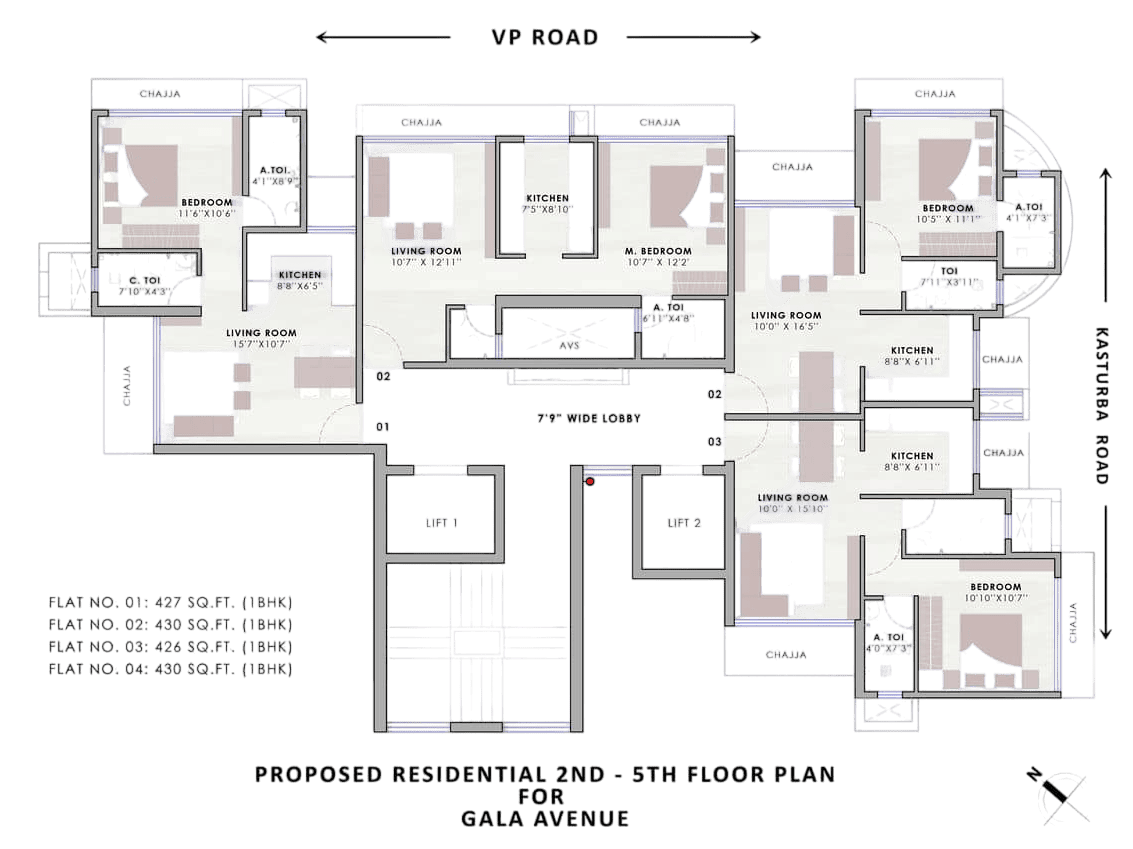 VP ROAD
CHAJJA
CHAJJA
CHAJJA
CHAJJA
CHAJJA
A.TOI.
4'1"X8'9"
BEDROOM
11'6"X10'6"
KITCHEN
7'5"X8'10"
BEDROOM
10'5" X 11'1"
A.TOI
4'1"X7'3"
LIVING ROOM
10'7" X 12'11"
M. BEDROOM
10'7" X 12'2'
C. TOI
7'10"X4'3"
KITCHEN
8'8"X6'5"
TOI
7'11"X3'11"
A. TOI
6'11"X4'8"
LIVING ROOM
15'7"X10'7"
AVS
LIVING ROOM
10'0" X 16'5"
KITCHEN
8'8"X 6'11"
CHAJJA
CHAJJA
KASTURBA ROAD
02
01
7'9" WIDE LOBBY
02
03
KITCHEN
8'8"X 6'11"
CHAJJA
LIVING ROOM
10'0" X 15'10"
LIFT 1
LIFT 2
BEDROOM
10'10"X10'7"
CHAJJA
A. TOI
4'0"X7'3"
CHAJJA
FLAT NO. 01: 427 SQ.FT. (1BHK)
FLAT NO. 02: 430 SQ.FT. (1BHK)
FLAT NO. 03: 426 SQ.FT. (1BHK)
FLAT NO. 04: 430 SQ.FT. (1BHK)
PROPOSED RESIDENTIAL 2ND - 5TH FLOOR PLAN
FOR
GALA AVENUE
N